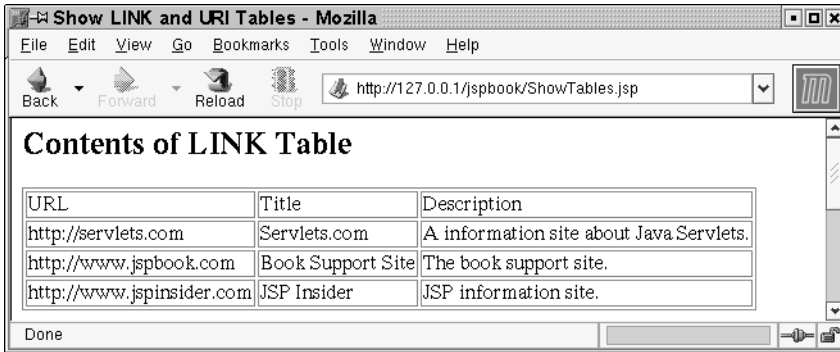 Show LINK and URI Tables - Mozilla
File Edit View Go Bookmarks Tools Window Help
Back Forward Reload Stop http://127.0.0.1/jspbook/ShowTables.jsp
Contents of LINK Table
URL Title Description
http://servlets.com Servlets.com A information site about Java Servlets.
http://www.jspbook.com Book Support Site The book support site.
http://www.jspinsider.com JSP Insider JSP information site.
Done